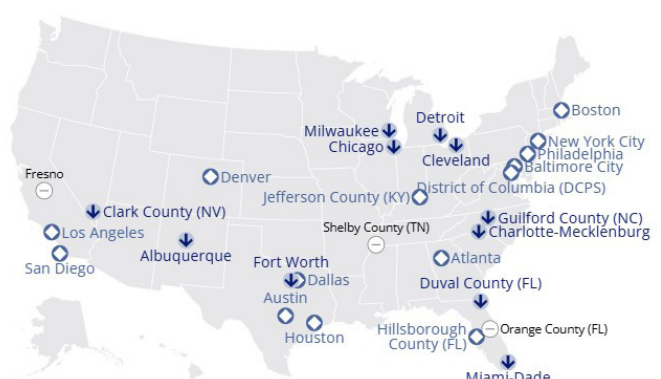 Boston
Detroit
Milwaukee
Chicago
New York City
Philadelphia
Cleveland
Baltimore City
Fresno
Denver
District of Columbia (DCPS)
Jefferson County (KY)
Clark County (NV)
Guilford County (NC)
Shelby County (TN)
Charlotte-Mecklenburg
Los Angeles
Albuquerque
Atlanta
San Diego
Fort Worth
Dallas
Duval County (FL)
Austin
Houston
Hillsborough
County (FL)
Orange County (FL)
Miami-Dade